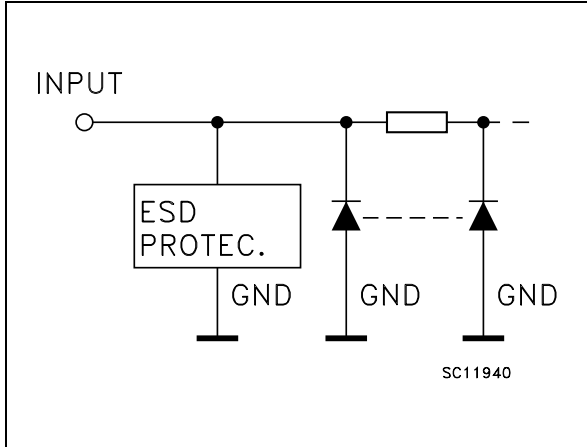 INPUT
ESD
PROTEC.
GND
GND
GND
SC11940